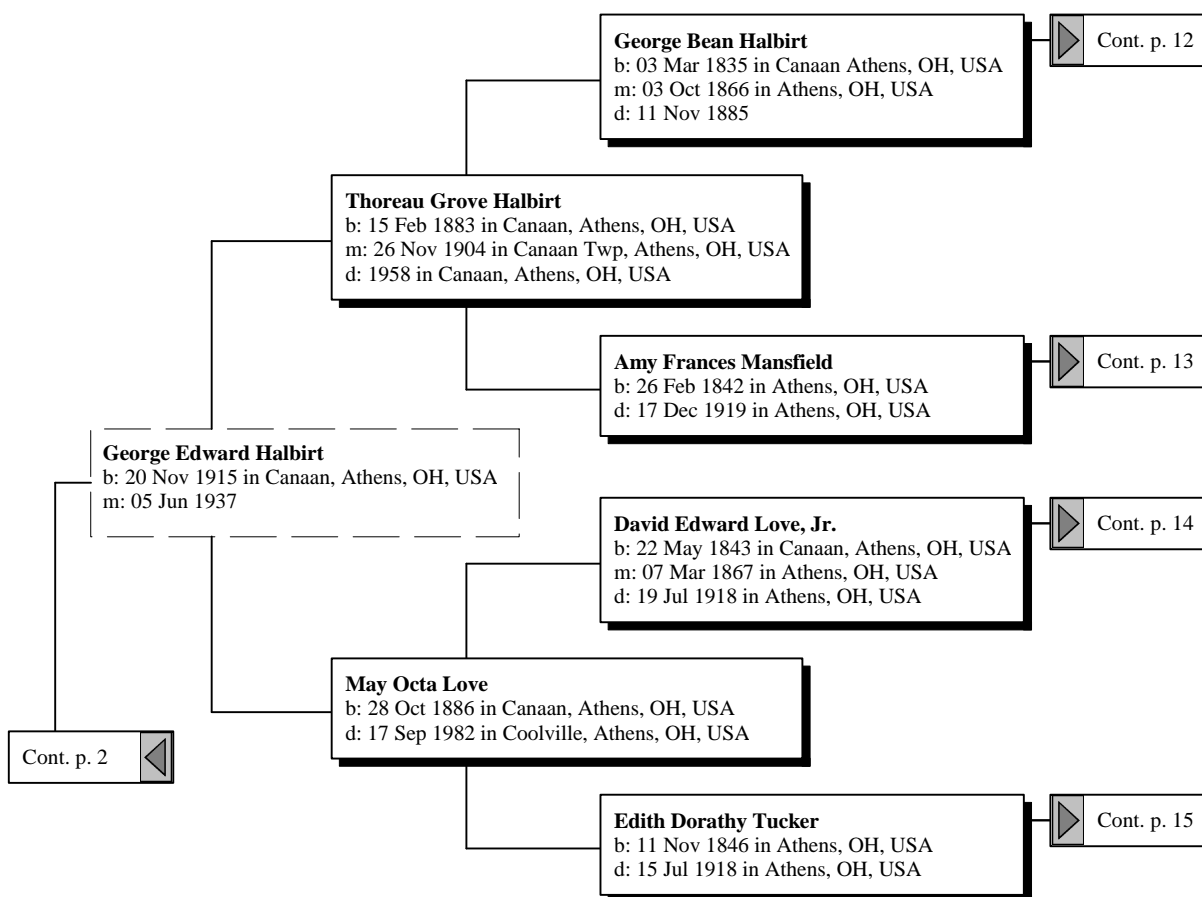 George Bean Halbirt
b: 03 Mar 1835 in Canaan Athens, OH, USA
m: 03 Oct 1866 in Athens, OH, USA
d: 11 Nov 1885
Cont. p. 12
Thoreau Grove Halbirt
b: 15 Feb 1883 in Canaan, Athens, OH, USA
m: 26 Nov 1904 in Canaan Twp, Athens, OH, USA
d: 1958 in Canaan, Athens, OH, USA
Amy Frances Mansfield
b: 26 Feb 1842 in Athens, OH, USA
d: 17 Dec 1919 in Athens, OH, USA
Cont. p. 13
George Edward Halbirt
b: 20 Nov 1915 in Canaan, Athens, OH, USA
m: 05 Jun 1937
David Edward Love, Jr.
b: 22 May 1843 in Canaan, Athens, OH, USA
m: 07 Mar 1867 in Athens, OH, USA
d: 19 Jul 1918 in Athens, OH, USA
Cont. p. 14
May Octa Love
b: 28 Oct 1886 in Canaan, Athens, OH, USA
d: 17 Sep 1982 in Coolville, Athens, OH, USA
Cont. p. 2
Edith Dorathy Tucker
b: 11 Nov 1846 in Athens, OH, USA
d: 15 Jul 1918 in Athens, OH, USA
Cont. p. 15